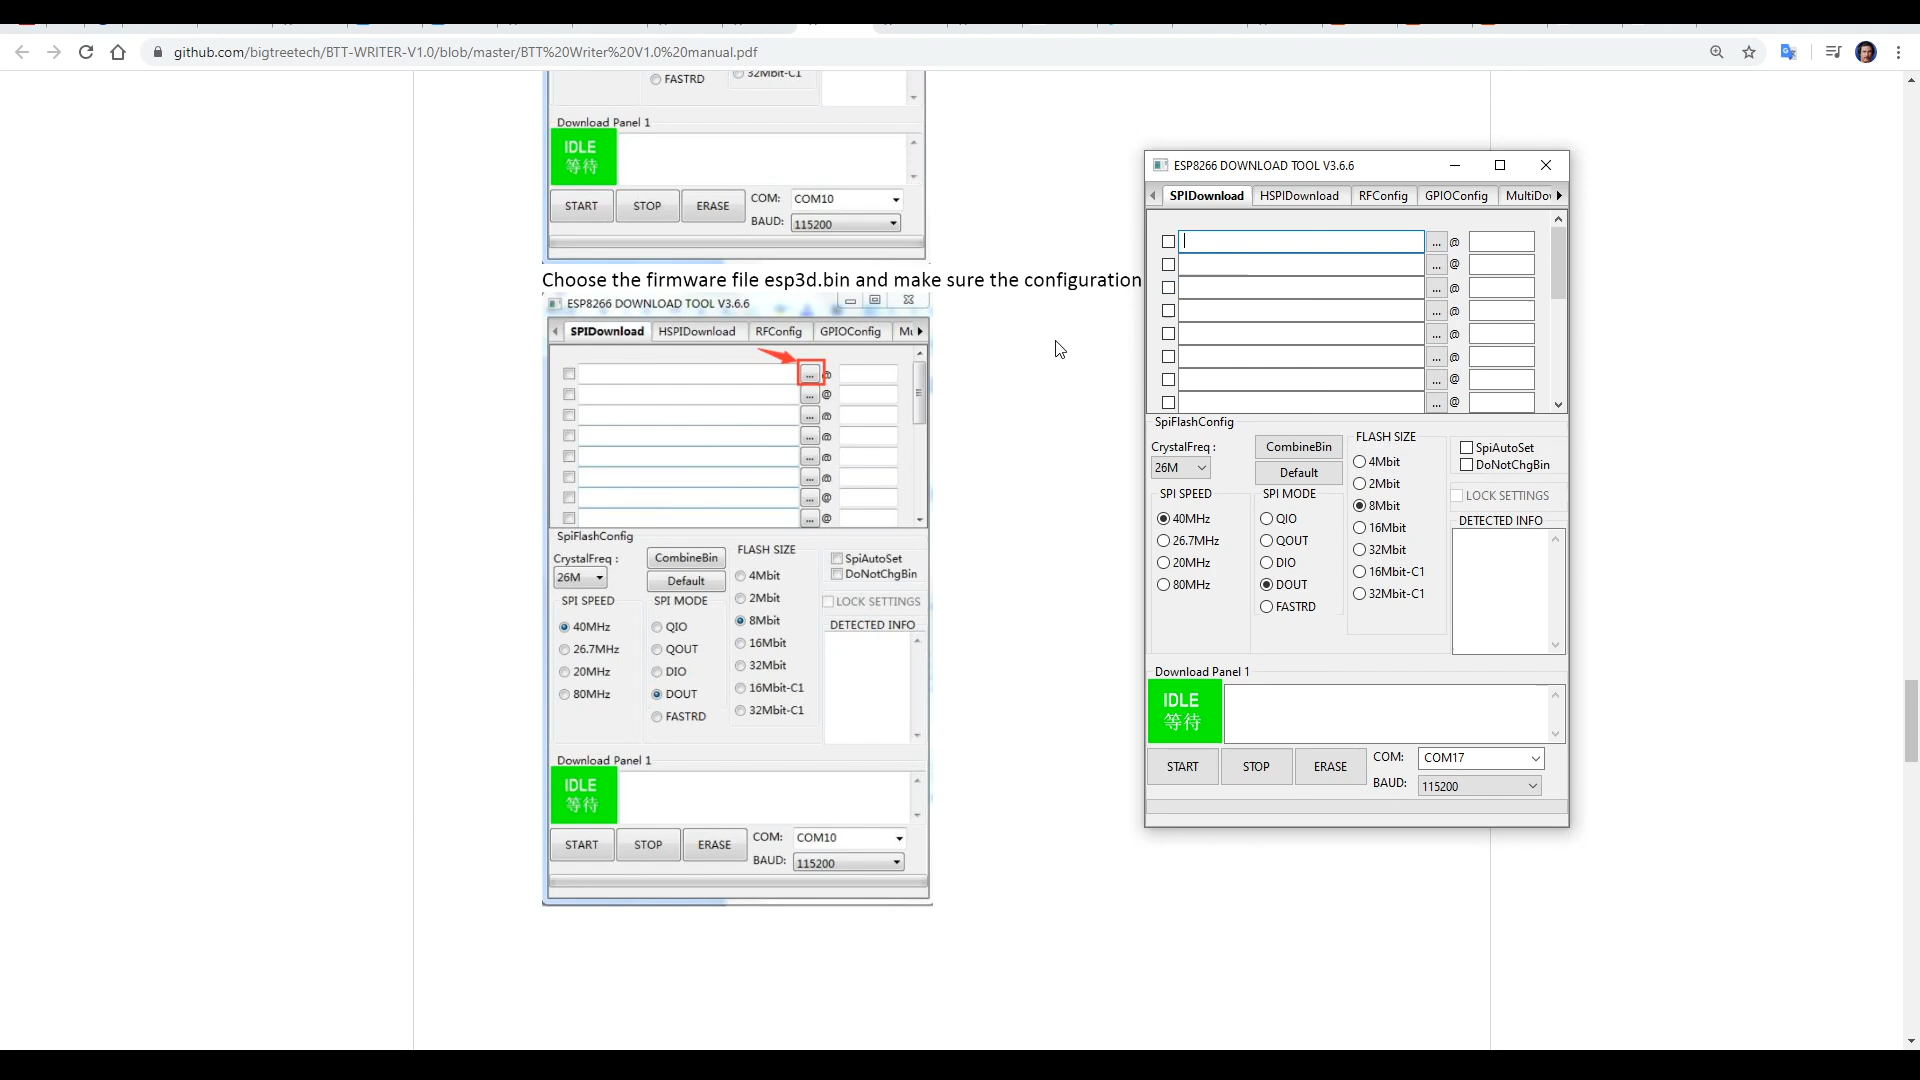 github.com/bigtreetech/BTT-WRITER-V1.0/blob/master/BTT%20Writer%20V1.0%20manual.pdf
FASTRD
32Mbit-C1
Download Panel 1
IDLE
等待
START STOP ERASE
COM: COM10
BAUD: 115200
Choose the firmware file esp3d.bin and make sure the configuration
ESP8266 DOWNLOAD TOOL V3.6.6
SPIDownload HSPIDownload RFConfig GPIOConfig Mu
... @
... @
... @
... @
... @
... @
... @
... @
SpiFlashConfig
CrystalFreq :
26M
CombineBin
Default
SPI SPEED
40MHz
26.7MHz
20MHz
80MHz
SPI MODE
QIO
QOUT
DIO
DOUT
FASTRD
FLASH SIZE
4Mbit
2Mbit
8Mbit
16Mbit
32Mbit
16Mbit-C1
32Mbit-C1
SpiAutoSet
DoNotChgBin
LOCK SETTINGS
DETECTED INFO
Download Panel 1
IDLE
等待
START STOP ERASE
COM: COM10
BAUD: 115200
ESP8266 DOWNLOAD TOOL V3.6.6
SPIDownload HSPIDownload RFConfig GPIOConfig MultiDov
... @
... @
... @
... @
... @
... @
... @
... @
SpiFlashConfig
CrystalFreq :
26M
CombineBin
Default
SPI SPEED
40MHz
26.7MHz
20MHz
80MHz
SPI MODE
QIO
QOUT
DIO
DOUT
FASTRD
FLASH SIZE
4Mbit
2Mbit
8Mbit
16Mbit
32Mbit
16Mbit-C1
32Mbit-C1
SpiAutoSet
DoNotChgBin
LOCK SETTINGS
DETECTED INFO
Download Panel 1
IDLE
等待
START STOP ERASE
COM: COM17
BAUD: 115200